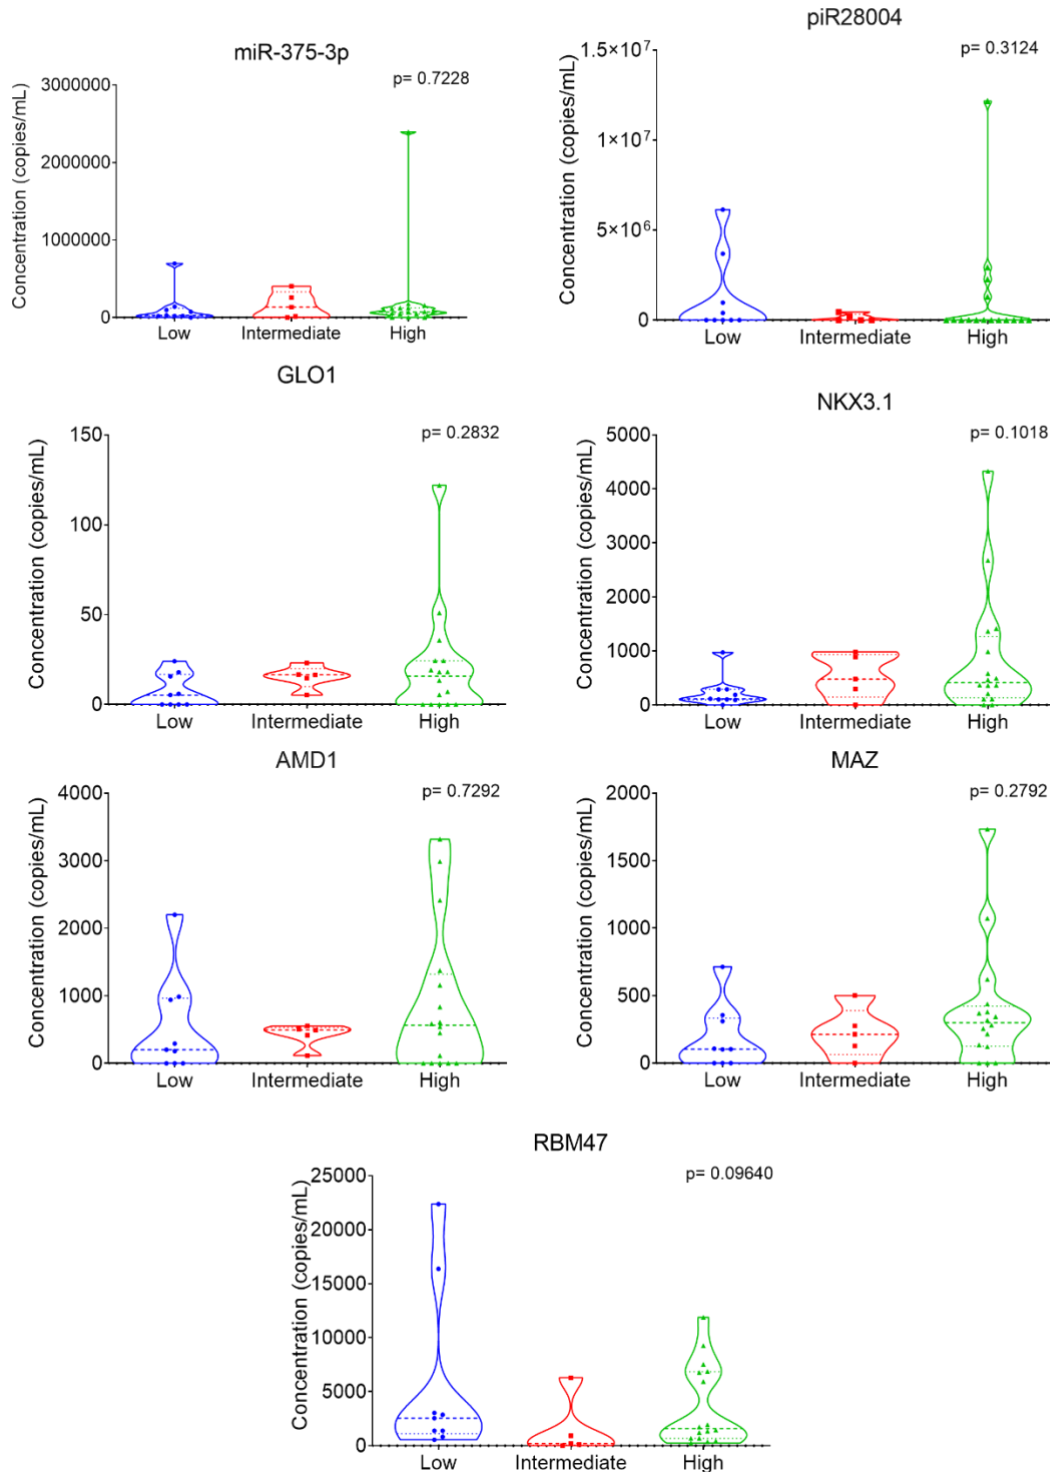 miR-375-3p
p= 0.7228
Concentration (copies/mL)
3000000
2000000
1000000
0
Low Intermediate High
piR28004
p= 0.3124
Concentration (copies/mL)
1.5×10⁷
1×10⁷
5×10⁶
0
Low Intermediate High
GLO1
p= 0.2832
Concentration (copies/mL)
150
100
50
0
Low Intermediate High
NKX3.1
p= 0.1018
Concentration (copies/mL)
5000
4000
3000
2000
1000
0
Low Intermediate High
AMD1
p= 0.7292
Concentration (copies/mL)
4000
3000
2000
1000
0
Low Intermediate High
MAZ
p= 0.2792
Concentration (copies/mL)
2000
1500
1000
500
0
Low Intermediate High
RBM47
p= 0.09640
Concentration (copies/mL)
25000
20000
15000
10000
5000
0
Low Intermediate High